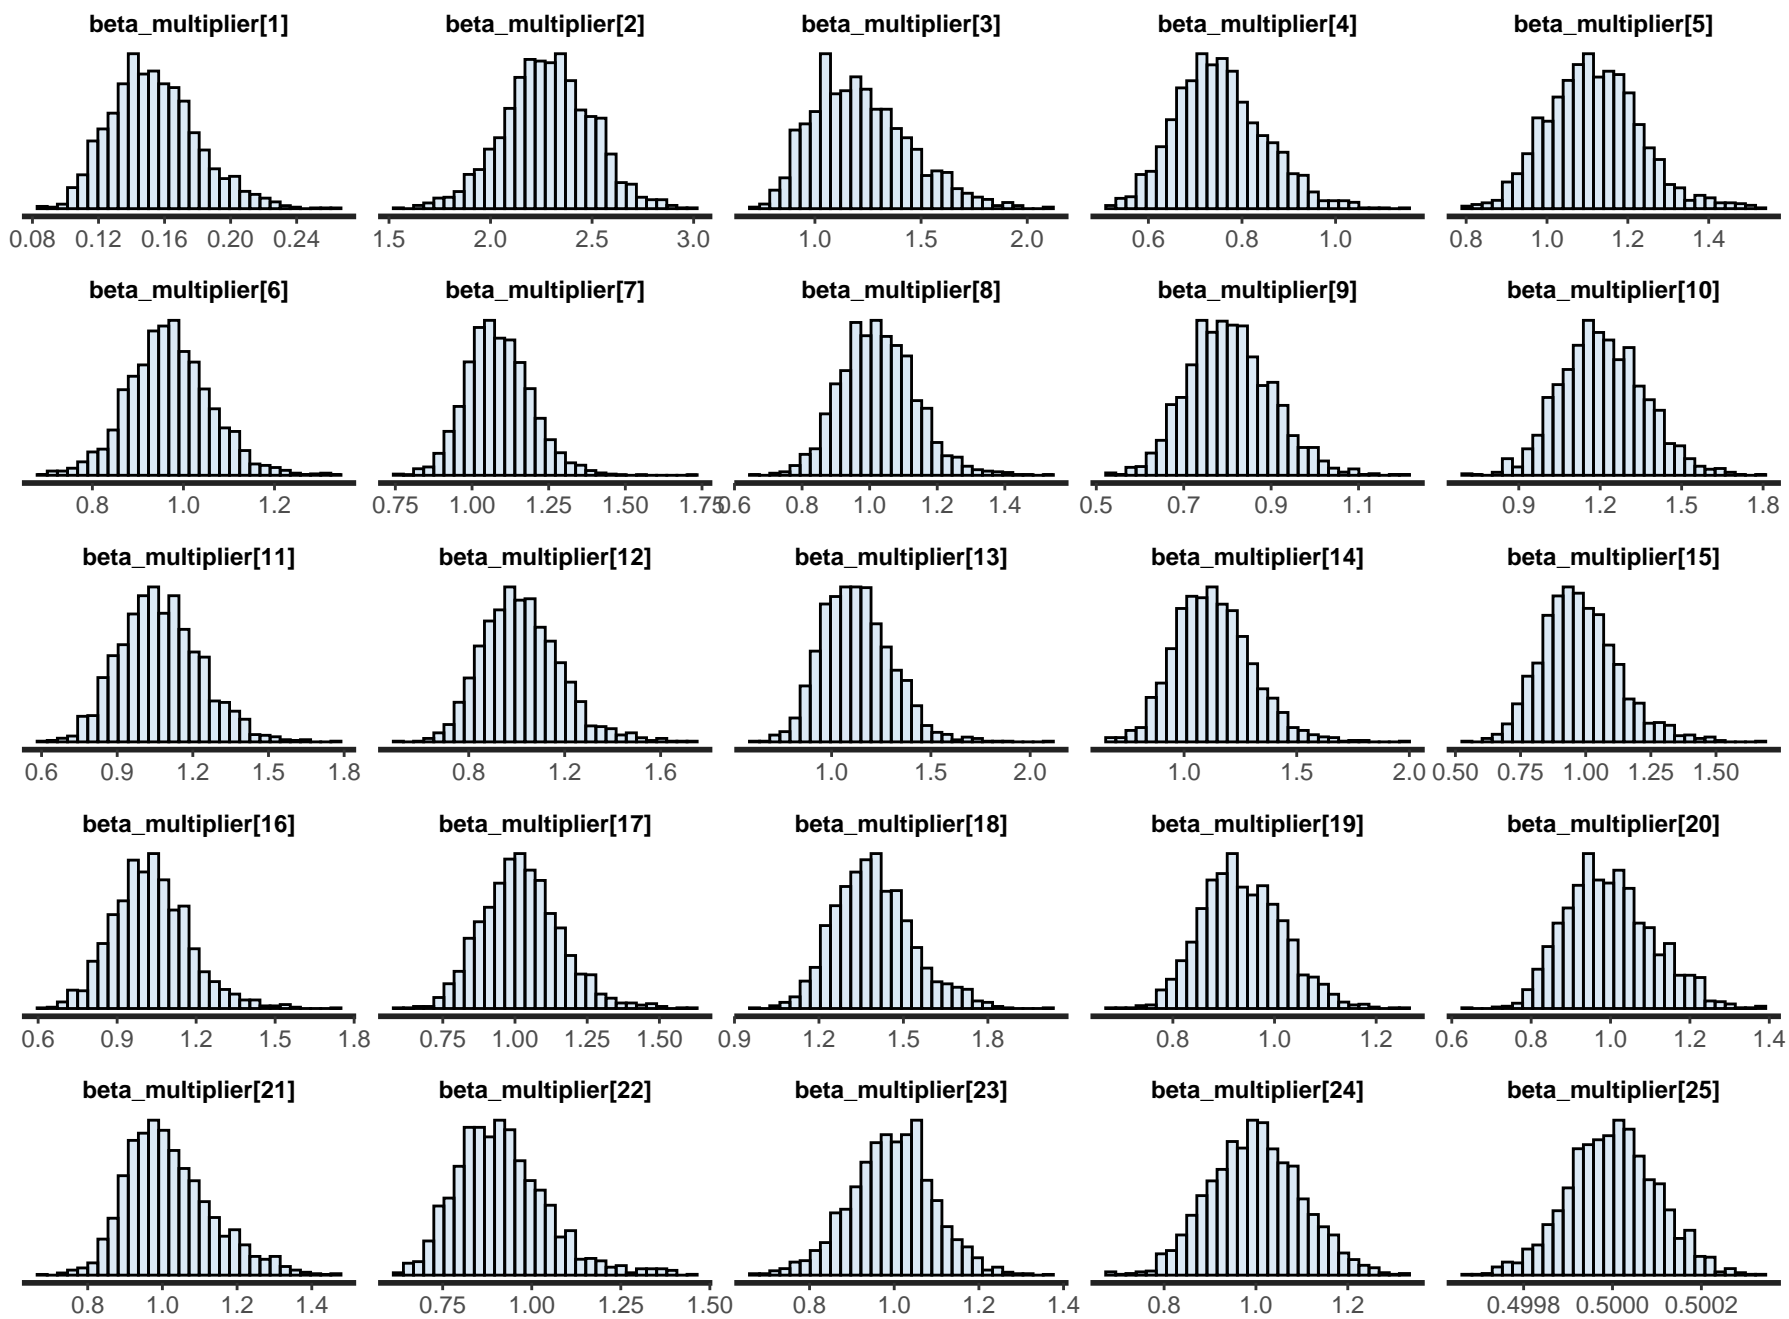 beta_multiplier[1] beta_multiplier[2] beta_multiplier[3] beta_multiplier[4] beta_multiplier[5]
0.08 0.12 0.16 0.20 0.24 1.5 2.0 2.5 3.0 1.0 1.5 2.0 0.6 0.8 1.0 0.8 1.0 1.2 1.4
beta_multiplier[6] beta_multiplier[7] beta_multiplier[8] beta_multiplier[9] beta_multiplier[10]
0.8 1.0 1.2 0.75 1.00 1.25 1.50 1.75 0.6 0.8 1.0 1.2 1.4 0.5 0.7 0.9 1.1 0.9 1.2 1.5 1.8
beta_multiplier[11] beta_multiplier[12] beta_multiplier[13] beta_multiplier[14] beta_multiplier[15]
0.6 0.9 1.2 1.5 1.8 0.8 1.2 1.6 1.0 1.5 2.0 1.0 1.5 2.0 0.50 0.75 1.00 1.25 1.50
beta_multiplier[16] beta_multiplier[17] beta_multiplier[18] beta_multiplier[19] beta_multiplier[20]
0.6 0.9 1.2 1.5 1.8 0.75 1.00 1.25 1.50 0.9 1.2 1.5 1.8 0.8 1.0 1.2 0.6 0.8 1.0 1.2 1.4
beta_multiplier[21] beta_multiplier[22] beta_multiplier[23] beta_multiplier[24] beta_multiplier[25]
0.8 1.0 1.2 1.4 0.75 1.00 1.25 1.50 0.8 1.0 1.2 1.4 0.8 1.0 1.2 0.4998 0.5000 0.5002